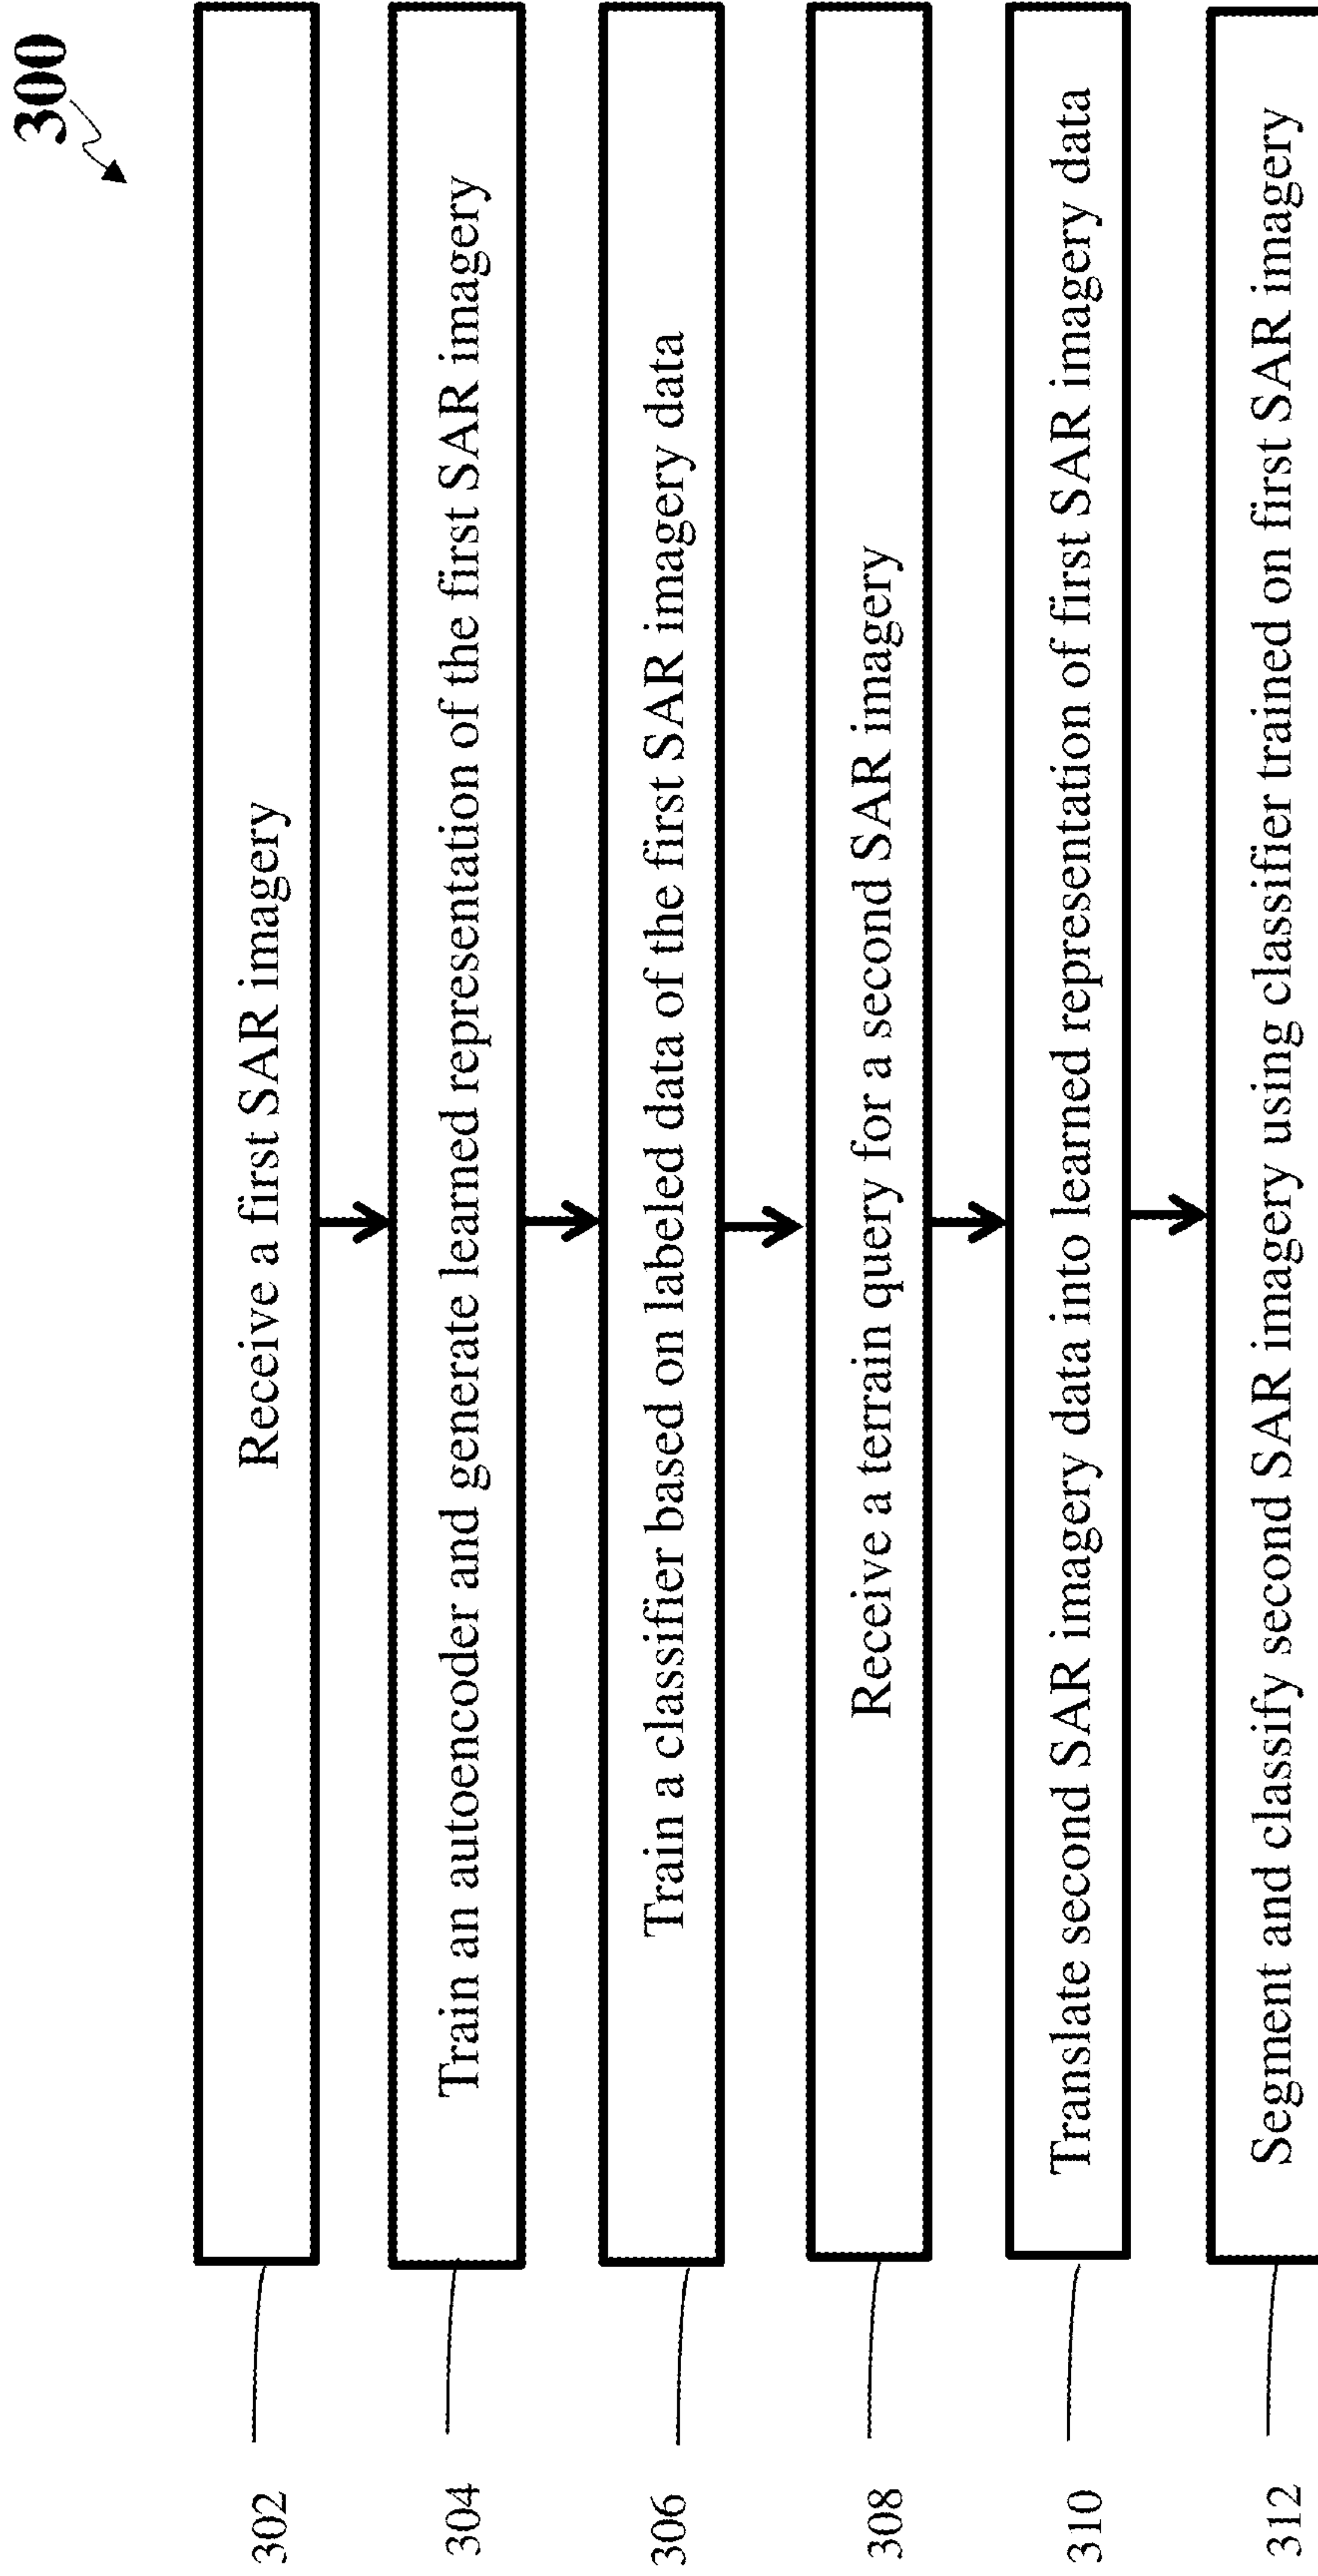 300
302
Receive a first SAR imagery
304
Train an autoencoder and generate learned representation of the first SAR imagery
306
Train a classifier based on labeled data of the first SAR imagery data
308
Receive a terrain query for a second SAR imagery
310
Translate second SAR imagery data into learned representation of first SAR imagery data
312
Segment and classify second SAR imagery using classifier trained on first SAR imagery